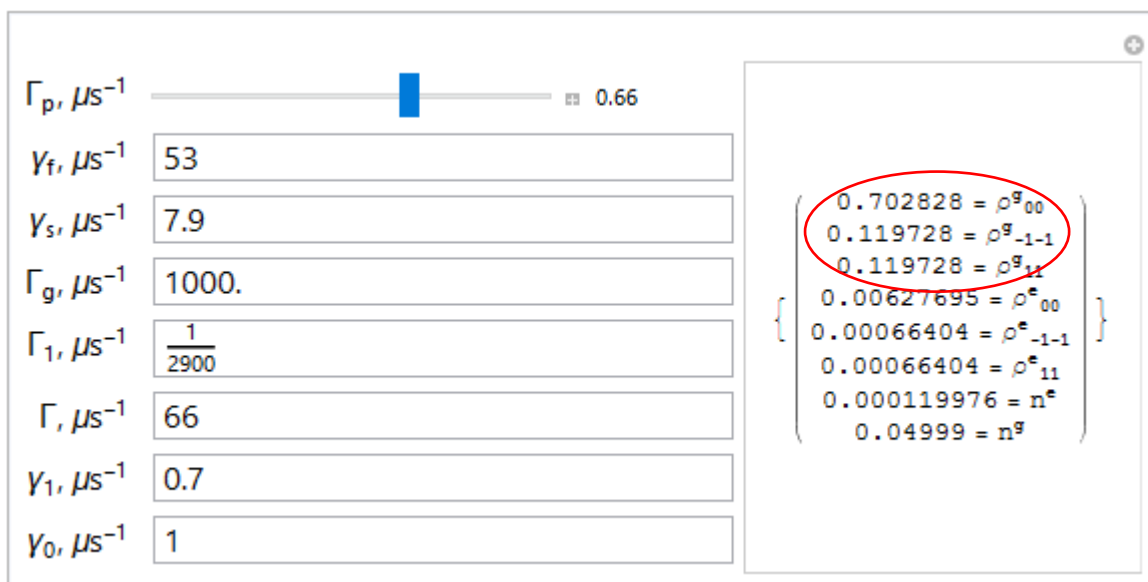 Γp, μs⁻¹ 0.66
γf, μs⁻¹ 53
γs, μs⁻¹ 7.9
Γg, μs⁻¹ 1000.
Γ1, μs⁻¹ 1/2900
Γ, μs⁻¹ 66
γ1, μs⁻¹ 0.7
γ0, μs⁻¹ 1
0.702828 = ρᵍ₀₀
0.119728 = ρᵍ₋₁₋₁
0.119728 = ρᵍ₁₁
0.00627695 = ρᵉ₀₀
0.00066404 = ρᵉ₋₁₋₁
0.00066404 = ρᵉ₁₁
0.000119976 = nᵉ
0.04999 = nᵍ